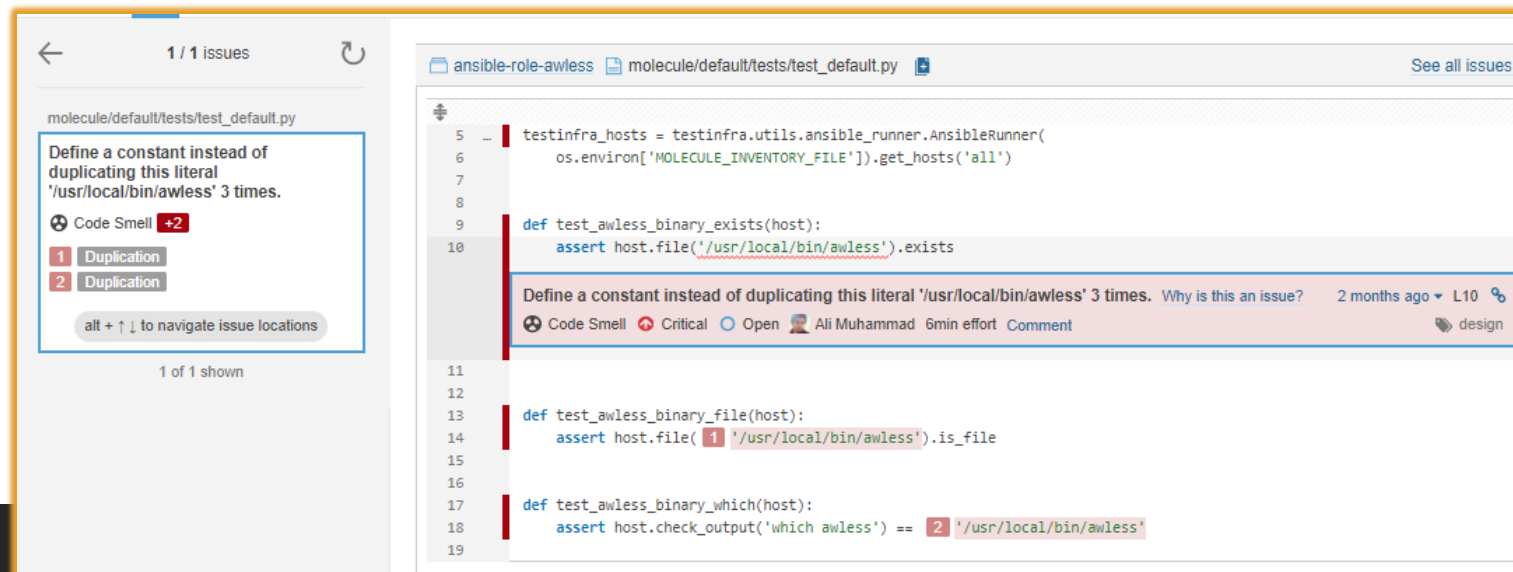 1 / 1 issues
molecule/default/tests/test_default.py
Define a constant instead of
duplicating this literal
'/usr/local/bin/awless' 3 times.
Code Smell +2
1 Duplication
2 Duplication
alt + ↑ ↓ to navigate issue locations
1 of 1 shown
ansible-role-awless molecule/default/tests/test_default.py See all issues
5 ... testinfra_hosts = testinfra.utils.ansible_runner.AnsibleRunner(
6 os.environ['MOLECULE_INVENTORY_FILE']).get_hosts('all')
7
8
9 def test_awless_binary_exists(host):
10 assert host.file('/usr/local/bin/awless').exists
Define a constant instead of duplicating this literal '/usr/local/bin/awless' 3 times. Why is this an issue? 2 months ago L10
Code Smell Critical Open Ali Muhammad 6min effort Comment design
11
12
13 def test_awless_binary_file(host):
14 assert host.file( 1 '/usr/local/bin/awless').is_file
15
16
17 def test_awless_binary_which(host):
18 assert host.check_output('which awless') == 2 '/usr/local/bin/awless'
19